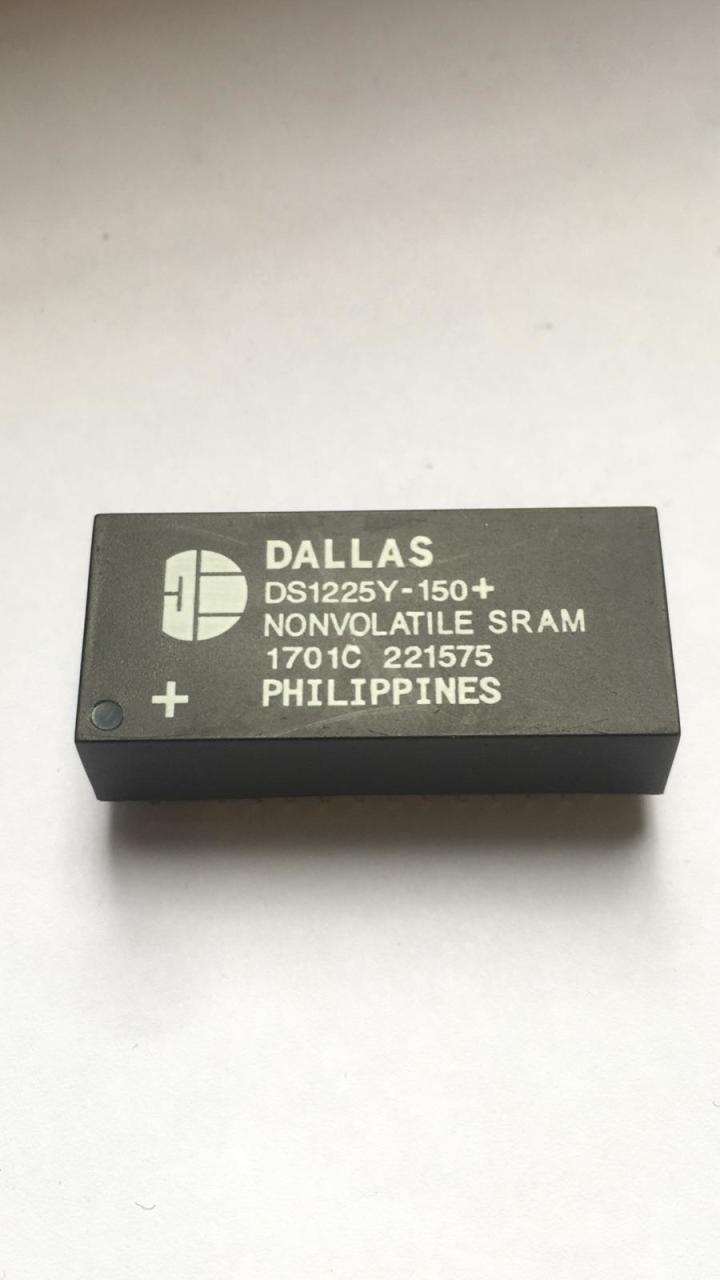 DALLAS
DS1225Y-150+
NONVOLATILE SRAM
1701C 221575
+ PHILIPPINES